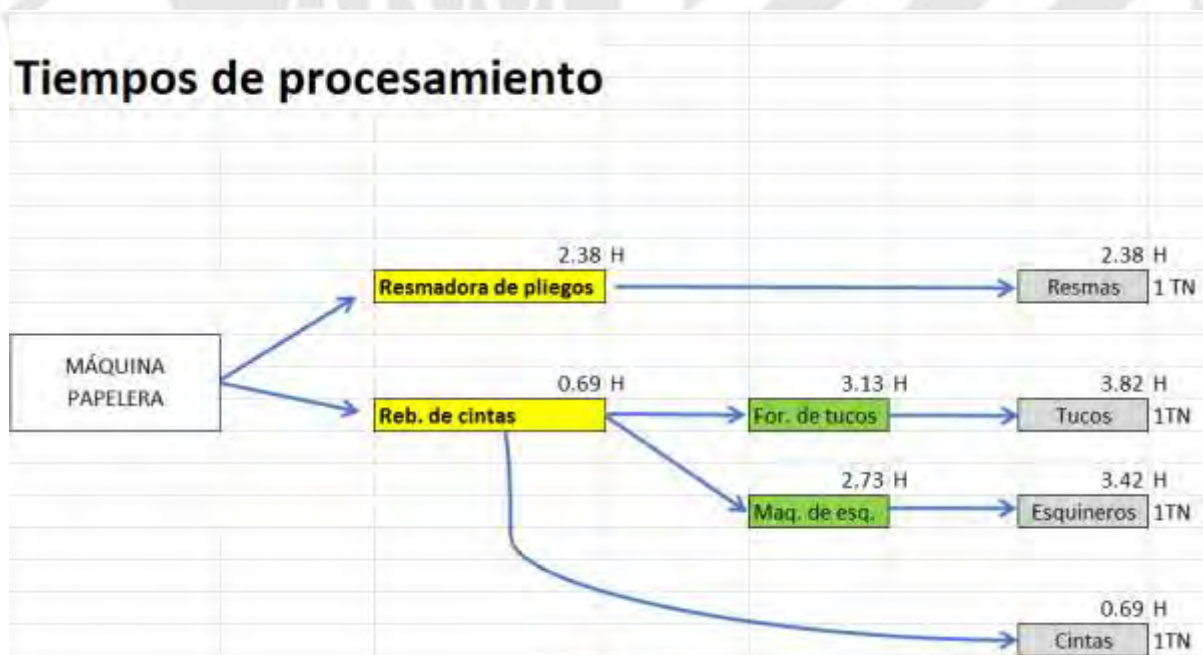 Tiempos de procesamiento
2.38 H
2.38 H
Resmadora de pliegos
Resmas
1 TN
MÁQUINA
PAPELERA
0.69 H
3.13 H
3.82 H
Reb. de cintas
For. de tucos
Tucos
1TN
2.73 H
3.42 H
Maq. de esq.
Esquineros
1TN
0.69 H
Cintas
1TN